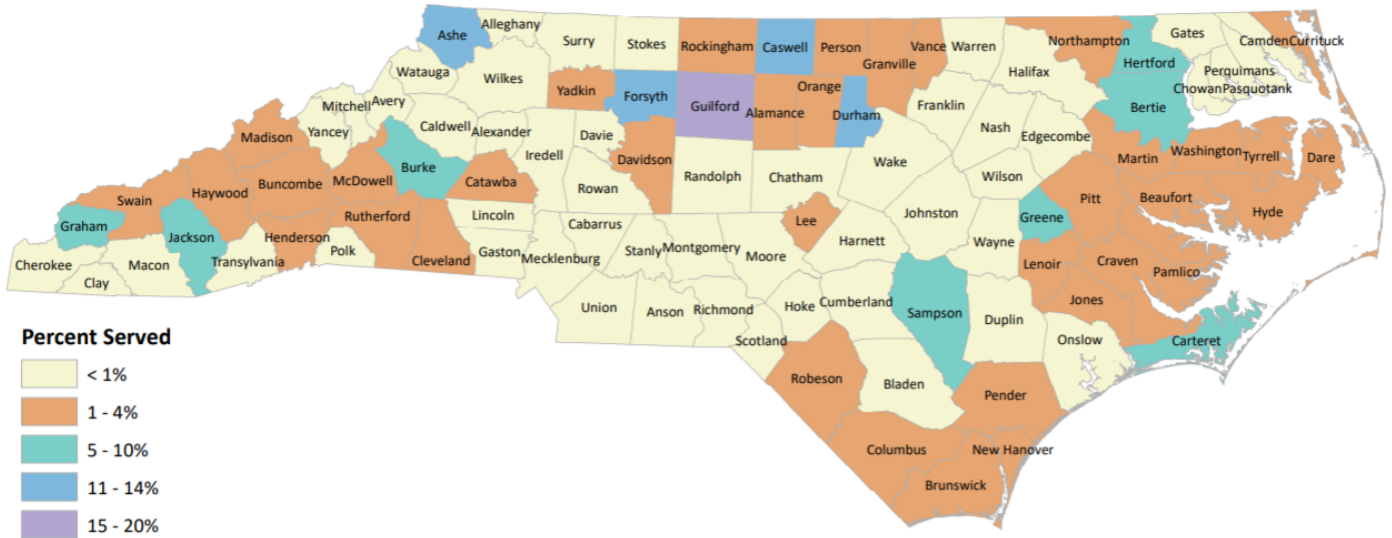 Alleghany
Ashe
Surry
Stokes
Rockingham
Caswell
Person
Vance
Warren
Northampton
Gates
Camden
Currituck
Granville
Hertford
Halifax
Watauga
Wilkes
Yadkin
Forsyth
Guilford
Alamance
Orange
Durham
Franklin
Bertie
Perquimans
Chowan
Pasquotank
Mitchell
Avery
Yancey
Caldwell
Alexander
Davie
Nash
Edgecombe
Madison
Iredell
Davidson
Wake
Martin
Washington
Tyrrell
Dare
Burke
Buncombe
McDowell
Catawba
Rowan
Randolph
Chatham
Wilson
Haywood
Swain
Rutherford
Lincoln
Lee
Johnston
Greene
Pitt
Beaufort
Hyde
Graham
Jackson
Henderson
Polk
Cleveland
Gaston
Cabarrus
Stanly
Montgomery
Moore
Harnett
Wayne
Lenoir
Craven
Pamlico
Cherokee
Macon
Transylvania
Mecklenburg
Clay
Union
Anson
Richmond
Hoke
Cumberland
Sampson
Duplin
Jones
Scotland
Onslow
Carteret
Robeson
Bladen
Pender
Columbus
New Hanover
Brunswick
Percent Served
< 1%
1 - 4%
5 - 10%
11 - 14%
15 - 20%